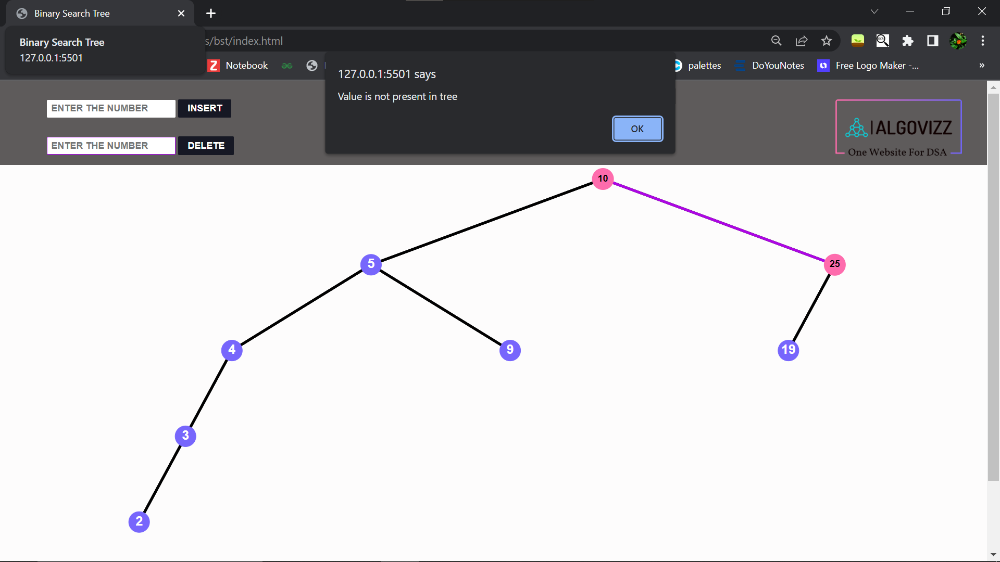 Binary Search Tree
Binary Search Tree
127.0.0.1:5501
s/bst/index.html
Notebook
palettes
DoYouNotes
Free Logo Maker -...
»
127.0.0.1:5501 says
Value is not present in tree
OK
ENTER THE NUMBER INSERT
ENTER THE NUMBER DELETE
ALGOVIZZ
One Website For DSA
10
5
25
4
9
19
3
2